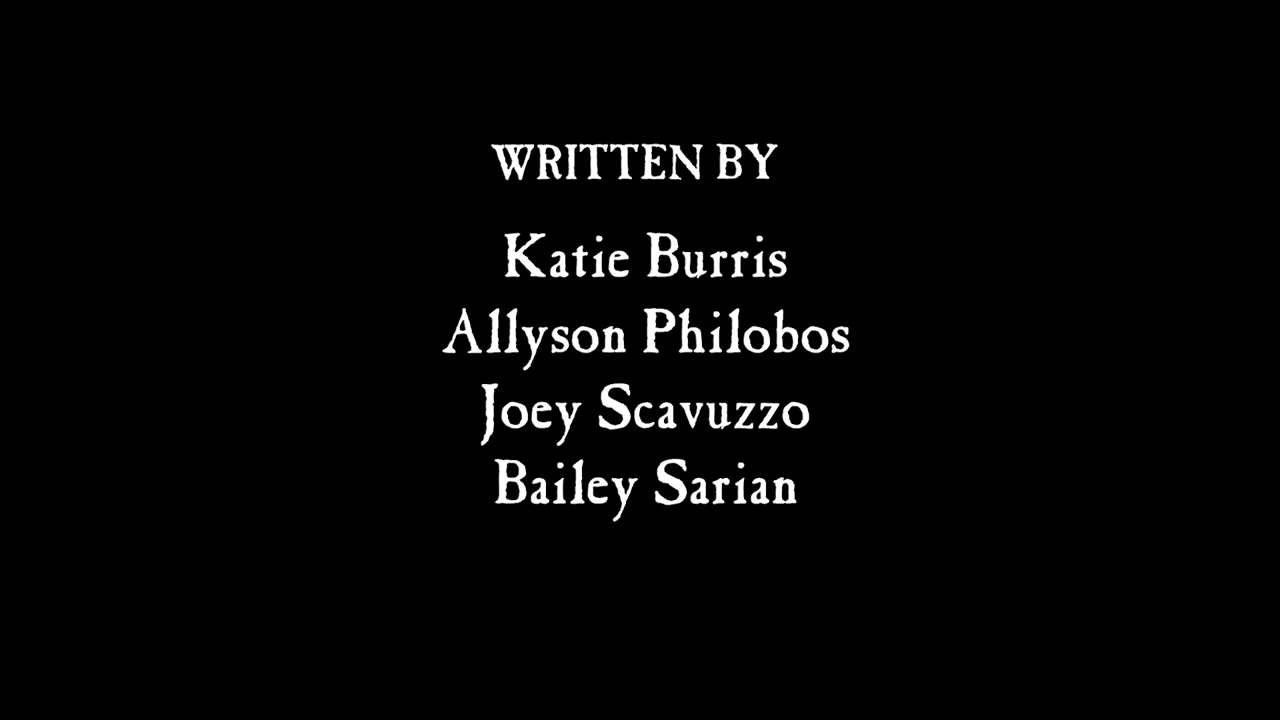 WRITTEN BY
Katie Burris
Allyson Philobos
Joey Scavuzzo
Bailey Sarian